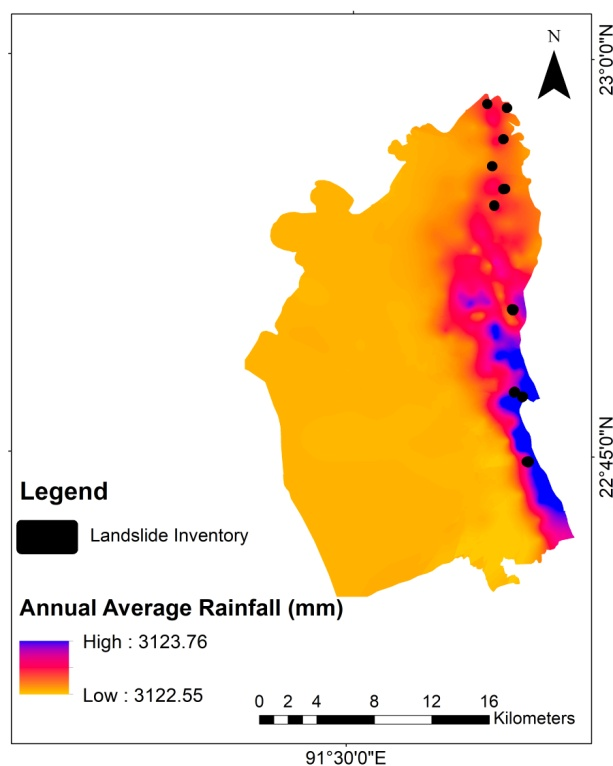 N
23°0'0"N
22°45'0"N
Legend
Landslide Inventory
Annual Average Rainfall (mm)
High : 3123.76
Low : 3122.55
0 2 4 8 12 16
Kilometers
91°30'0"E